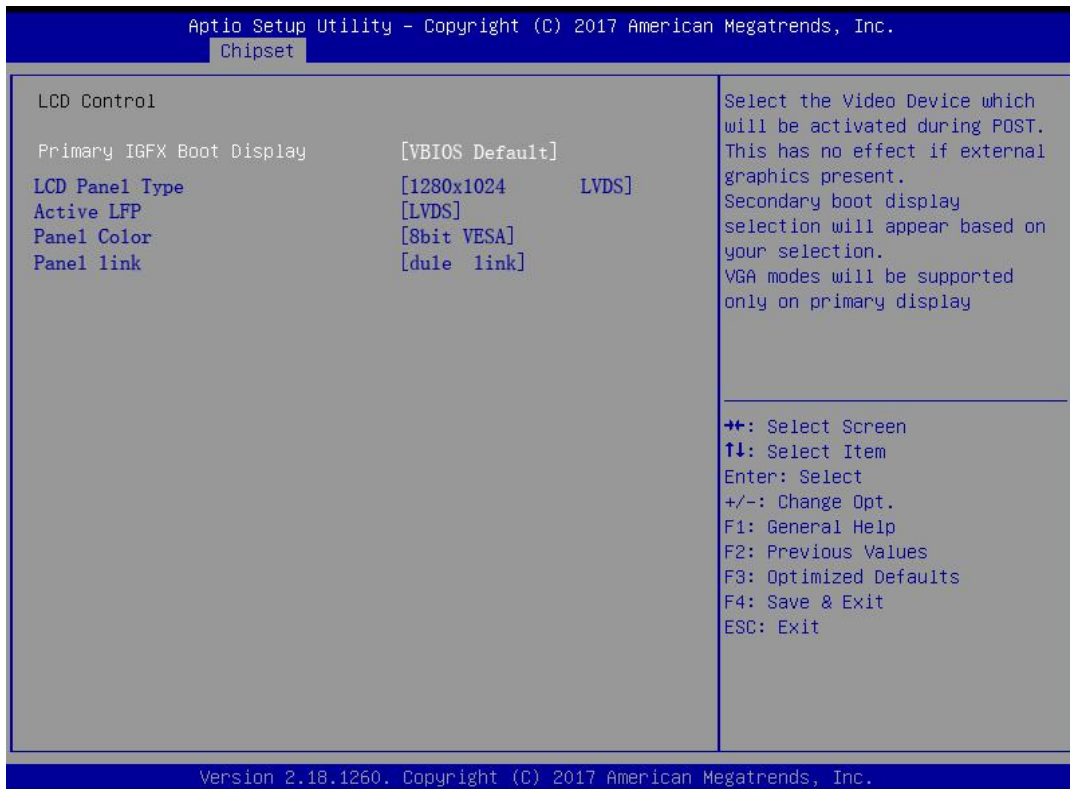 Aptio Setup Utility – Copyright (C) 2017 American Megatrends, Inc.
Chipset
LCD Control
Primary IGFX Boot Display [VBIOS Default]
LCD Panel Type [1280x1024 LVDS]
Active LFP [LVDS]
Panel Color [8bit VESA]
Panel link [dule link]
Select the Video Device which
will be activated during POST.
This has no effect if external
graphics present.
Secondary boot display
selection will appear based on
your selection.
VGA modes will be supported
only on primary display
→←: Select Screen
↑↓: Select Item
Enter: Select
+/-: Change Opt.
F1: General Help
F2: Previous Values
F3: Optimized Defaults
F4: Save & Exit
ESC: Exit
Version 2.18.1260. Copyright (C) 2017 American Megatrends, Inc.